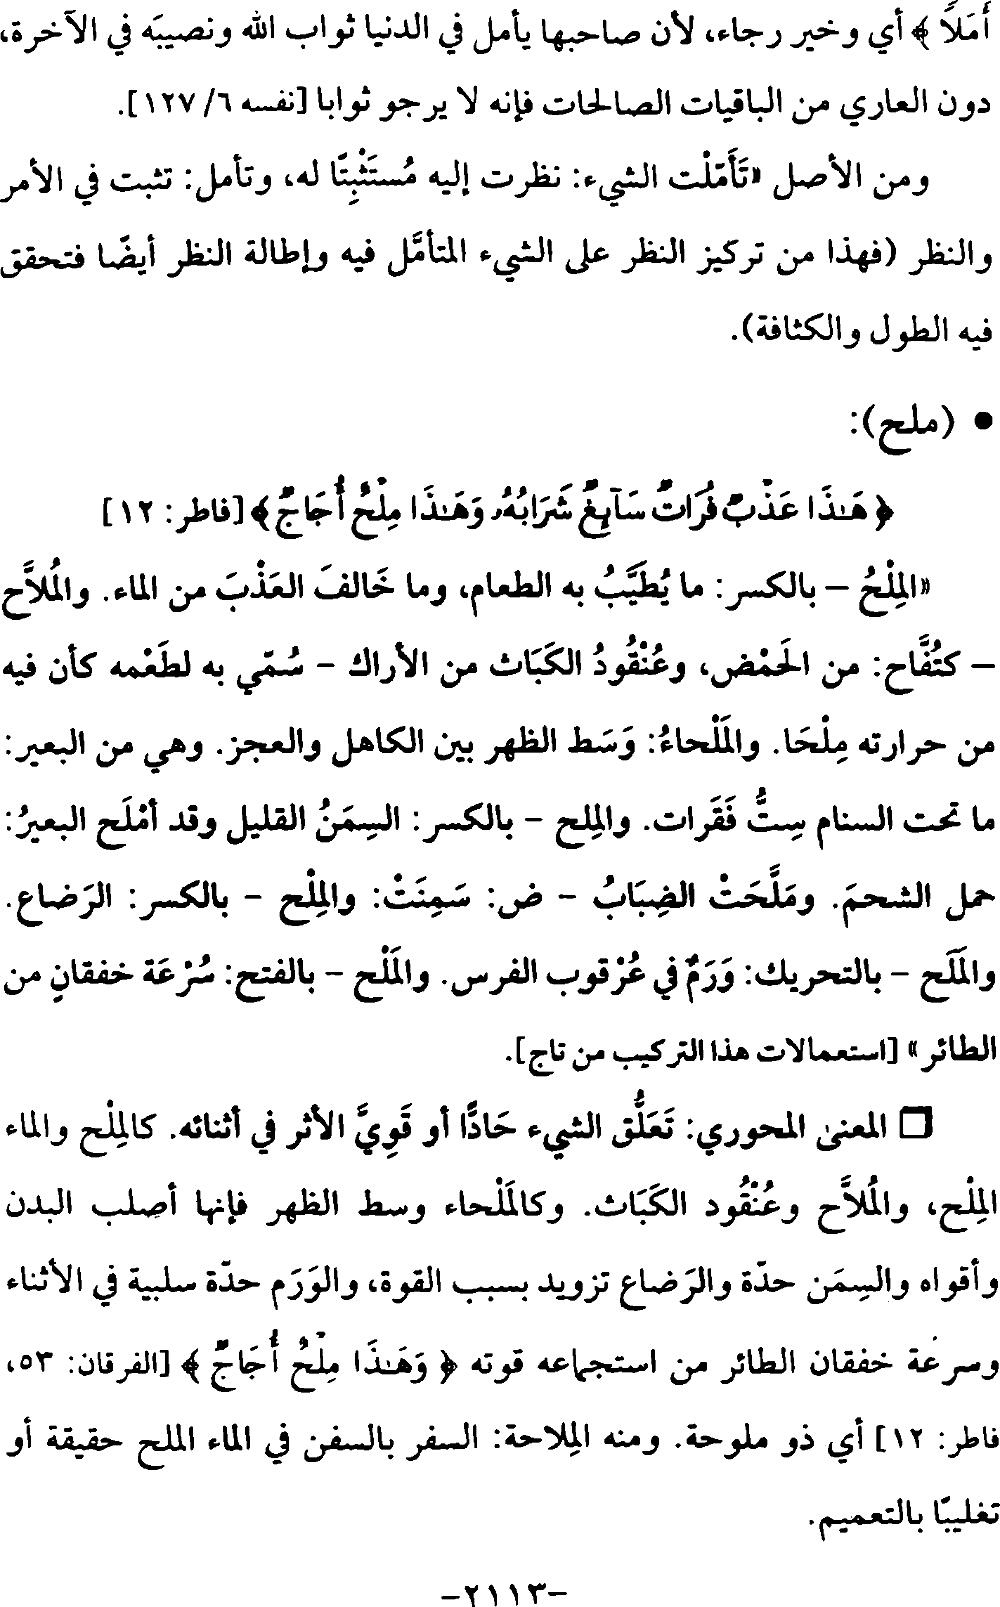 أَمَلاً ﴾ أي وخير رجاء، لأن صاحبها يأمل في الدنيا ثواب الله ونصيبَه في الآخرة،
دون العاري من الباقيات الصالحات فإنه لا يرجو ثوابا [نفسه ٦/ ١٢٧].
ومن الأصل «تَأَمّلْت الشيء: نظرت إليه مُستَثْبِتًا له، وتأمل: تثبت في الأمر
والنظر (فهذا من تركيز النظر على الشيء المتأمَّل فيه وإطالة النظر أيضًا فتحقق
فيه الطول والكثافة).
● (ملح):
﴿ هَـٰذَا عَذْبٌ فُرَاتٌ سَآىِٕغٌ شَرَابُهُۥ وَهَـٰذَا مِلْحٌ أُجَاجٌ ﴾ [فاطر: ١٢]
«المِلْحُ – بالكسر: ما يُطَيَّبُ به الطعام، وما خَالفَ العَذْبَ من الماء. والمُلاَّح
– كتُفَّاح: من الحَمْض، وعُنْقُودُ الكَبَاث من الأراك – سُمّي به لطَعْمه كأن فيه
من حرارته مِلْحَا. والمَلْحاءُ: وَسَط الظهر بين الكاهل والعجز. وهي من البعير:
ما تحت السنام سِتُّ فَقَرات. والمِلح – بالكسر: السِمَنُ القليل وقد أمْلَح البعيرُ:
حمل الشحمَ. ومَلَّحَتْ الضِبَابُ – ض: سَمِنَتْ: والمِلْح – بالكسر: الرَضاع.
والمَلَح – بالتحريك: وَرَمٌ في عُرْقوب الفرس. والمَلْح – بالفتح: سُرْعَة خفقانٍ من
الطائر» [استعمالات هذا التركيب من تاج].
❒ المعنى المحوري: تَعَلُّق الشيء حَادًّا أو قَوِيَّ الأثر في أثنائه. كالمِلْح والماء
المِلْح، والمُلاَّح وعُنْقُود الكَبَاث. وكالمَلْحاء وسط الظهر فإنها أصلب البدن
وأقواه والسِمَن حدّة والرَضاع تزويد بسبب القوة، والوَرَم حدّة سلبية في الأثناء
وسرعة خفقان الطائر من استجماعه قوته ﴿ وَهَـٰذَا مِلْحٌ أُجَاجٌ ﴾ [الفرقان: ٥٣،
فاطر: ١٢] أي ذو ملوحة. ومنه المِلاحة: السفر بالسفن في الماء الملح حقيقة أو
تغليبًا بالتعميم.
–٢١١٣–